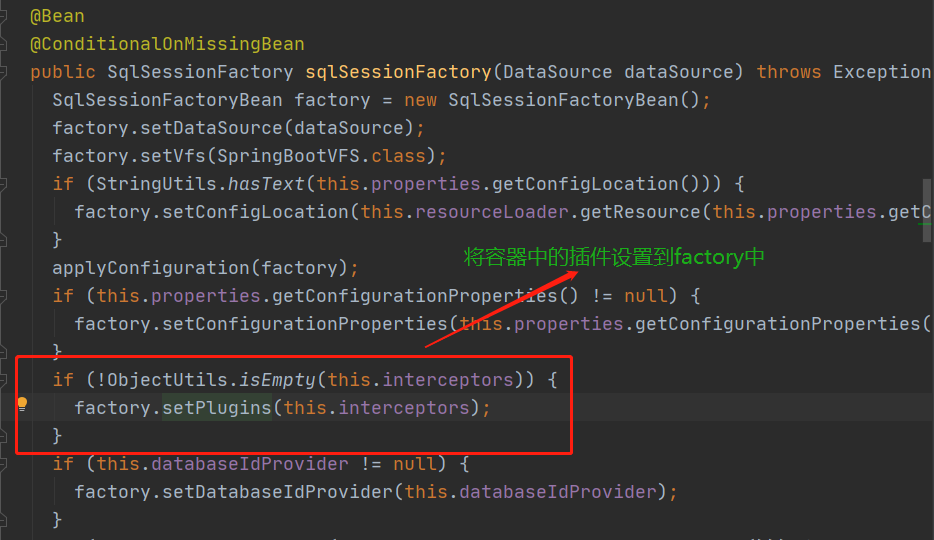 @Bean
@ConditionalOnMissingBean
public SqlSessionFactory sqlSessionFactory(DataSource dataSource) throws Exception
SqlSessionFactoryBean factory = new SqlSessionFactoryBean();
factory.setDataSource(dataSource);
factory.setVfs(SpringBootVFS.class);
if (StringUtils.hasText(this.properties.getConfigLocation())) {
factory.setConfigLocation(this.resourceLoader.getResource(this.properties.getC
}
将容器中的插件设置到factory中
applyConfiguration(factory);
if (this.properties.getConfigurationProperties() != null) {
factory.setConfigurationProperties(this.properties.getConfigurationProperties(
}
if (!ObjectUtils.isEmpty(this.interceptors)) {
factory.setPlugins(this.interceptors);
}
if (this.databaseIdProvider != null) {
factory.setDatabaseIdProvider(this.databaseIdProvider);
}